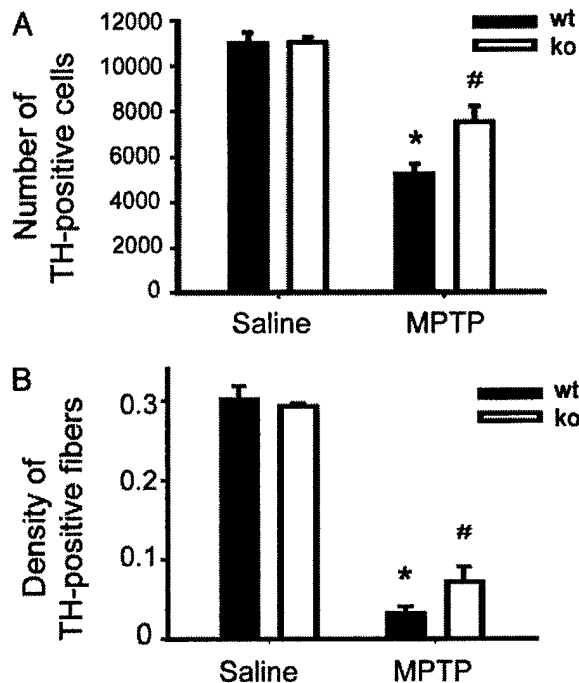 A
Number of
TH-positive cells
12000
10000
8000
6000
4000
2000
0
wt
ko
*
#
Saline
MPTP
B
Density of
TH-positive fibers
0.3
0.2
0.1
0
wt
ko
*
#
Saline
MPTP